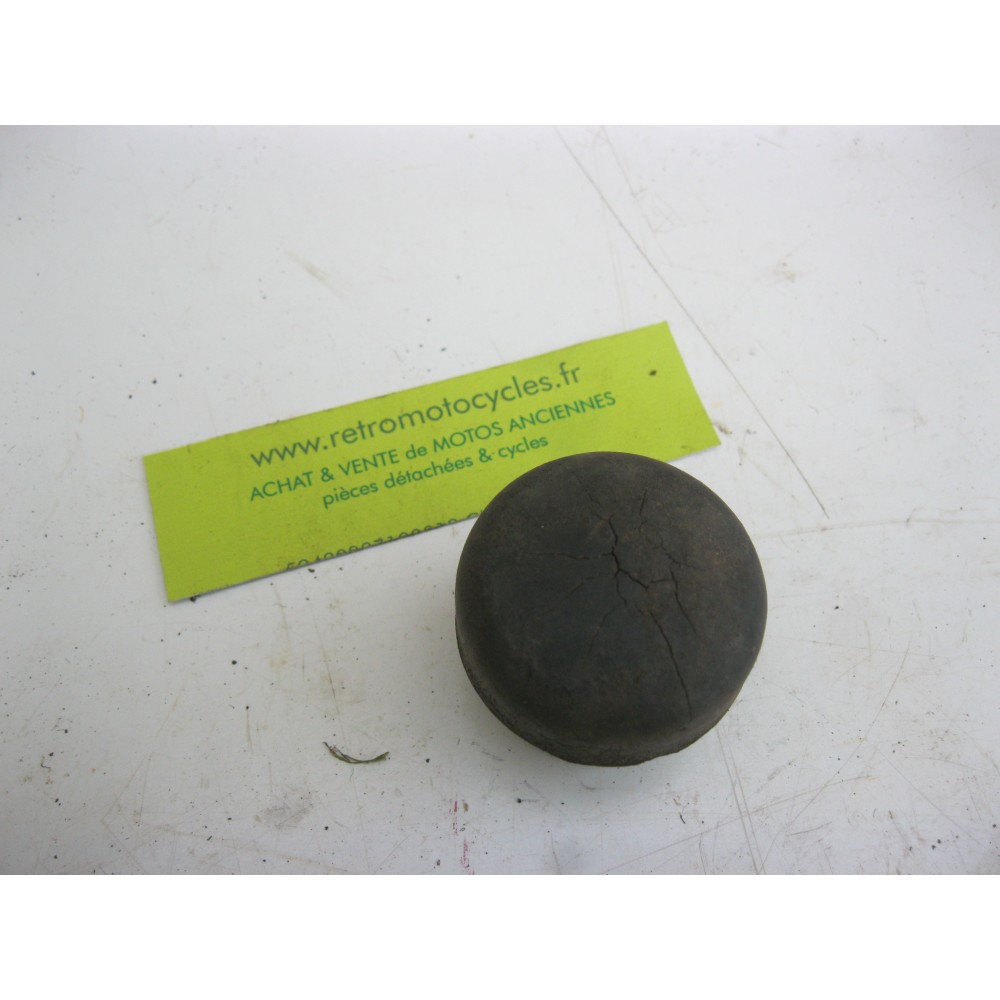 www.retromotocycles.fr
ACHAT & VENTE de MOTOS ANCIENNES
pièces détachées & cycles